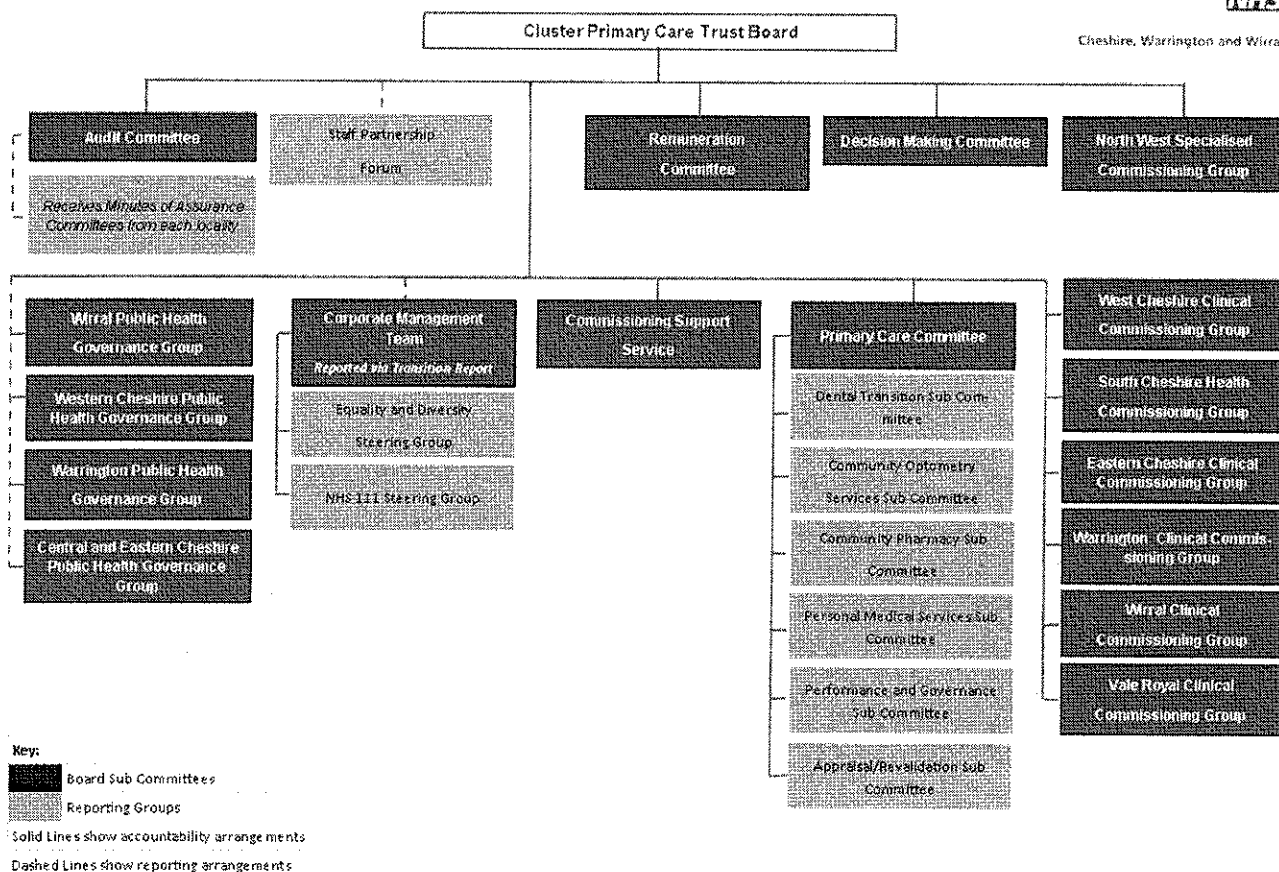 Cluster Primary Care Trust Board
Cheshire, Warrington and Wirra
Audit Committee
Receives Minutes of Assurance
Committees from each locality
Staff Partnership
Forum
Remuneration
Committee
Decision Making Committee
North West Specialised
Commissioning Group
Wirral Public Health
Governance Group
Western Cheshire Public
Health Governance Group
Warrington Public Health
Governance Group
Central and Eastern Cheshire
Public Health Governance
Group
Corporate Management
Team
Reported via Transition Report
Equality and Diversity
Steering Group
NHS 111 Steering Group
Commissioning Support
Service
Primary Care Committee
Dental Transition Sub Com-
mittee
Community Optometry
Services Sub Committee
Community Pharmacy Sub
Committee
Personal Medical Services Sub
Committee
Performance and Governance
Sub Committee
Appraisal/Revalidation Sub
Committee
West Cheshire Clinical
Commissioning Group
South Cheshire Health
Commissioning Group
Eastern Cheshire Clinical
Commissioning Group
Warrington Clinical Commis-
sioning Group
Wirral Clinical
Commissioning Group
Vale Royal Clinical
Commissioning Group
Key:
Board Sub Committees
Reporting Groups
Solid Lines show accountability arrangements
Dashed Lines show reporting arrangements